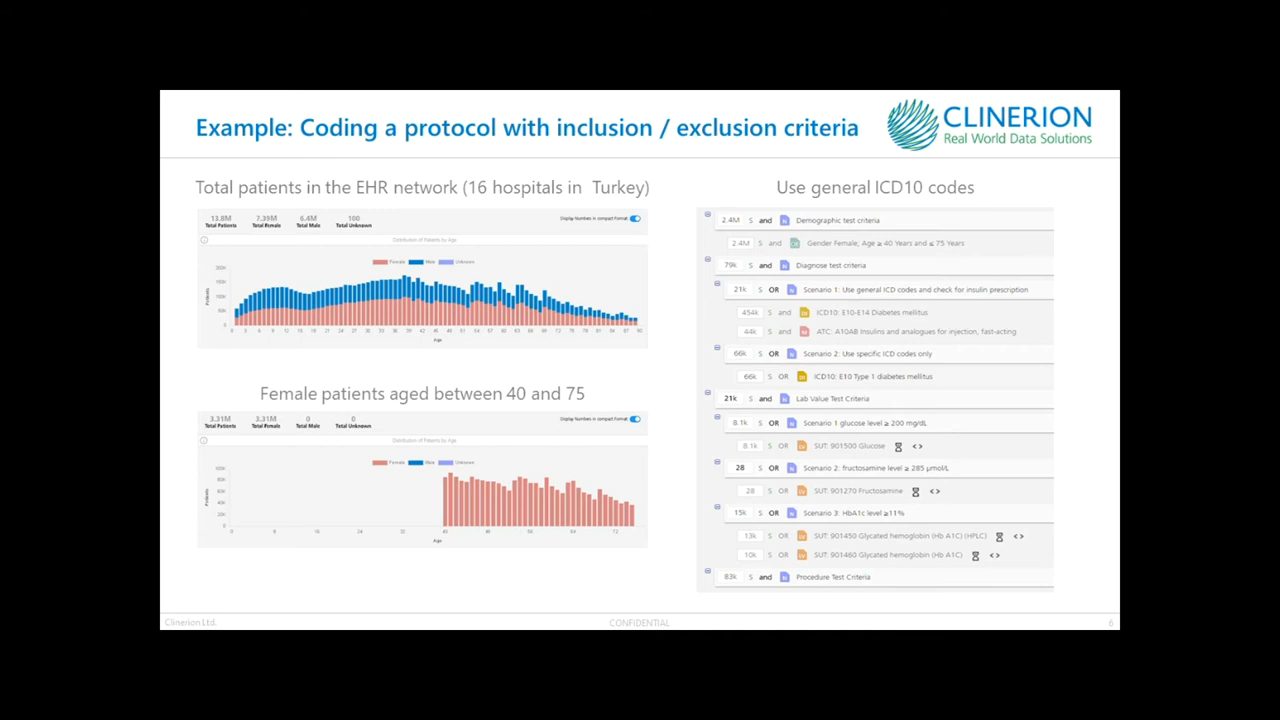 Example: Coding a protocol with inclusion / exclusion criteria
CLINERION
Real World Data Solutions
Total patients in the EHR network (16 hospitals in Turkey)
13.8M 7.39M 6.4M 100
Total Patients Total Female Total Male Total Unknown
Display Numbers in compact Format
Distribution of Patients by Age
Female Male Unknown
Patients
Age
Female patients aged between 40 and 75
3.31M 3.31M 0 0
Total Patients Total Female Total Male Total Unknown
Display Numbers in compact Format
Distribution of Patients by Age
Female Male Unknown
Patients
0 8 16 24 32 40 48 56 64 72
Age
Use general ICD10 codes
2.4M S and Demographic test criteria
2.4M S and Gender Female; Age ≥ 40 Years and ≤ 75 Years
79k S and Diagnose test criteria
21k S OR Scenario 1: Use general ICD codes and check for insulin prescription
454k S and ICD10: E10-E14 Diabetes mellitus
44k S and ATC: A10AB Insulins and analogues for injection, fast-acting
66k S OR Scenario 2: Use specific ICD codes only
66k S OR ICD10: E10 Type 1 diabetes mellitus
21k S and Lab Value Test Criteria
8.1k S OR Scenario 1 glucose level ≥ 200 mg/dL
8.1k S OR SUT: 901500 Glucose
28 S OR Scenario 2: fructosamine level ≥ 285 µmol/L
28 S OR SUT: 901270 Fructosamine
15k S OR Scenario 3: HbA1c level ≥11%
13k S OR SUT: 901450 Glycated hemoglobin (Hb A1C) (HPLC)
10k S OR SUT: 901460 Glycated hemoglobin (Hb A1C)
83k S and Procedure Test Criteria
Clinerion Ltd. CONFIDENTIAL 6